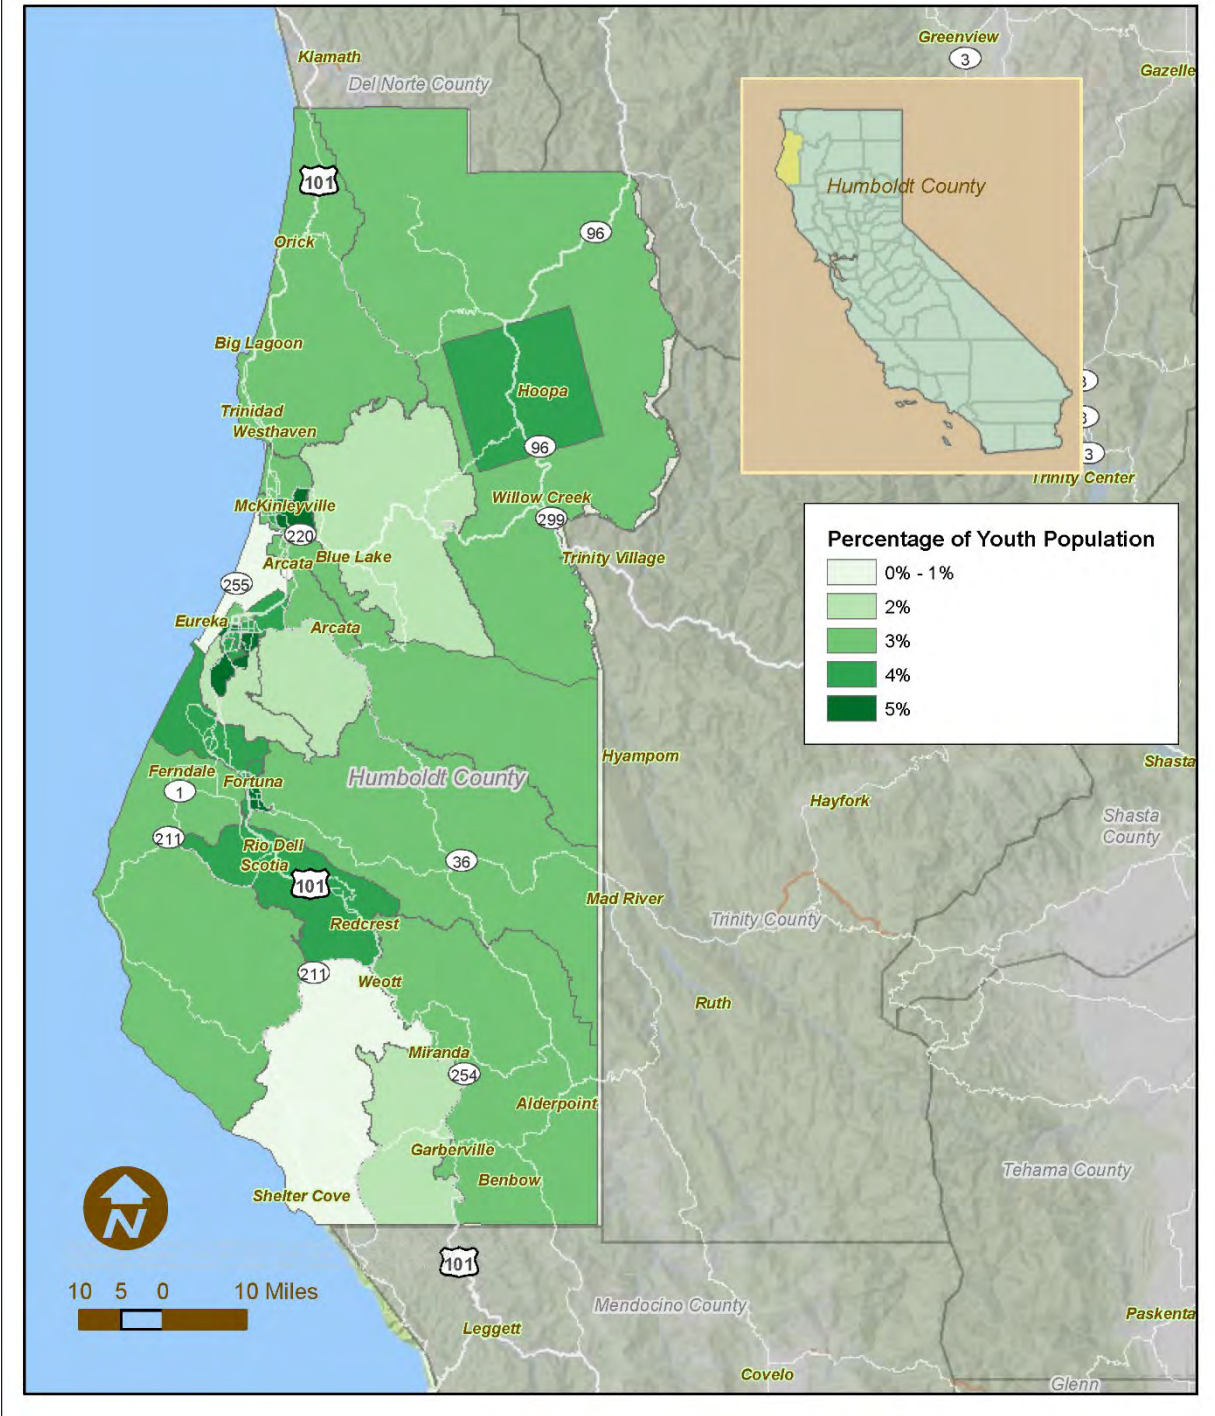 Klamath
Del Norte County
Greenview
3
Gazelle
101
Humboldt County
96
Orick
Big Lagoon
Hoopa
Trinidad
Westhaven
96
3
Trinity Center
Willow Creek
McKinleyville
299
220
Percentage of Youth Population
0% - 1%
2%
3%
4%
5%
Arcata
Blue Lake
Trinity Village
255
Eureka
Arcata
Hyampom
Shasta
Ferndale
Fortuna
Humboldt County
1
Hayfork
Shasta
County
211
Rio Dell
Scotia
36
101
Mad River
Trinity County
Redcrest
211
Weott
Ruth
Miranda
254
Alderpoint
Garberville
Benbow
Tehama County
Shelter Cove
N
101
10 5 0 10 Miles
Mendocino County
Leggett
Paskenta
Covelo
Glenn